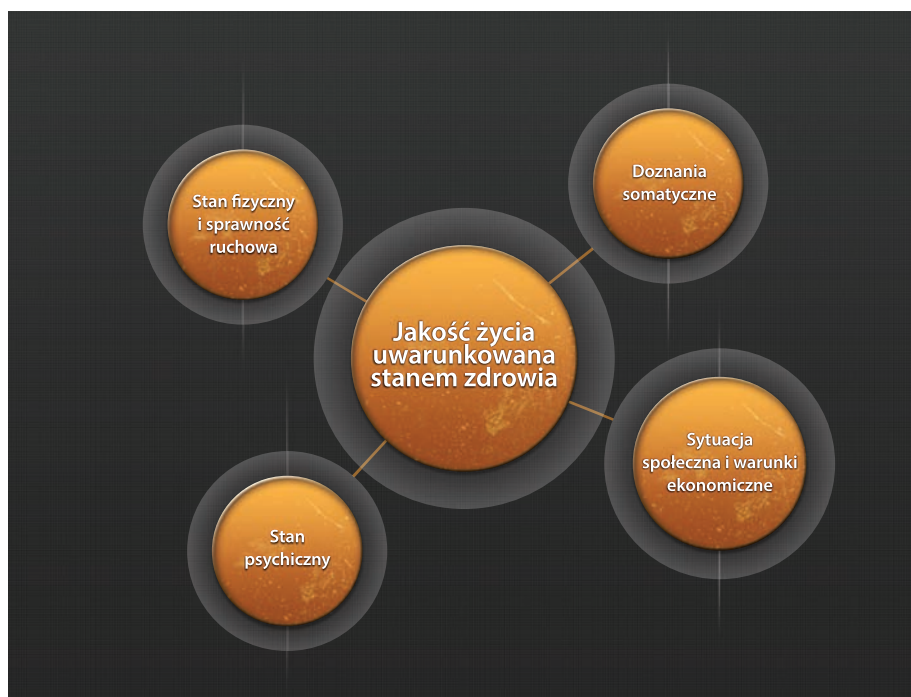 Doznania
somatyczne
Stan fizyczny
i sprawność
ruchowa
Jakość życia
uwarunkowana
stanem zdrowia
Sytuacja
społeczna i warunki
ekonomiczne
Stan
psychiczny